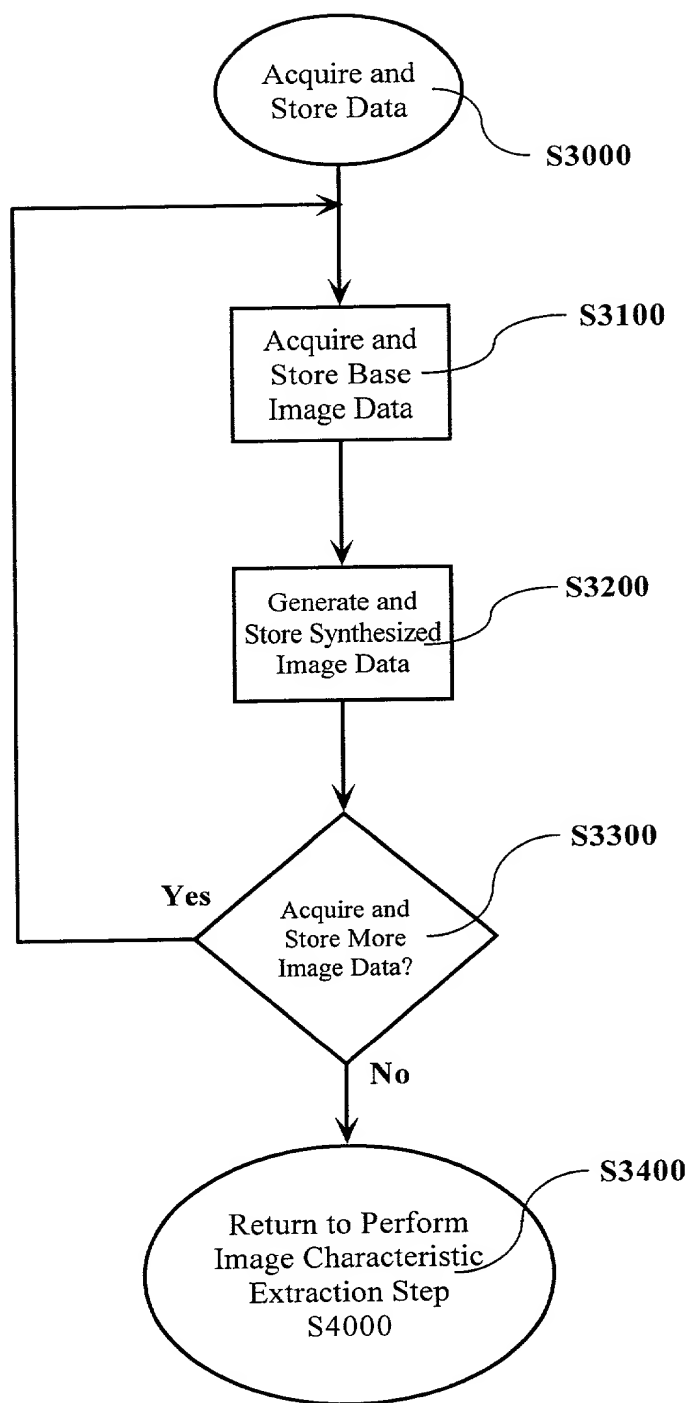 Acquire and
Store Data
S3000
S3100
Acquire and
Store Base
Image Data
S3200
Generate and
Store Synthesized
Image Data
S3300
Yes
Acquire and
Store More
Image Data?
No
S3400
Return to Perform
Image Characteristic
Extraction Step
S4000